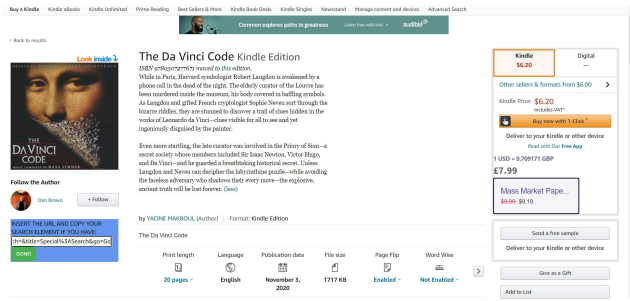 Buy a Kindle Kindle eBooks Kindle Unlimited Prime Reading Best Sellers & More Kindle Book Deals Kindle Singles Newsstand Manage content and devices Advanced Search
Common explores paths to greatness Listen free with trial › audible
‹ Back to results
Look inside
The Da Vinci Code Kindle Edition
moved to this edition.
While in Paris, Harvard symbologist Robert Langdon is awakened by a
phone call in the dead of the night. The elderly curator of the Louvre has
been murdered inside the museum, his body covered in baffling symbols.
As Langdon and gifted French cryptologist Sophie Neveu sort through the
bizarre riddles, they are stunned to discover a trail of clues hidden in the
works of Leonardo da Vinci—clues visible for all to see and yet
ingeniously disguised by the painter.
Even more startling, the late curator was involved in the Priory of Sion—a
secret society whose members included Sir Isaac Newton, Victor Hugo,
and Da Vinci—and he guarded a breathtaking historical secret. Unless
Langdon and Neveu can decipher the labyrinthine puzzle—while avoiding
the faceless adversary who shadows their every move—the explosive,
ancient truth will be lost forever. (less)
by YAONE MAKBOUL (Author) | Format: Kindle Edition
The Da Vinci Code
Print length Language Publication date File size Page Flip Word Wise
20 pages English November 3, 1717 KB Enabled Not Enabled
2020
THE
DA VINCI
CODE
MUSIC COMPOSED BY HANS ZIMMER
Follow the Author
Dan Brown + Follow
INSERT THE URL AND COPY YOUR
SEARCH ELEMENT IF YOU HAVE:
:h=&title=Special%3ASearch&go=Go
DONE!
Kindle Digital
$6.20 —
Other sellers & formats from $6.00 ›
Kindle Price: $6.20
includes VAT*
Buy now with 1-Click
Deliver to your Kindle or other device
Read with Our Free App
1 USD = 0,709171 GBP
£7.99
Mass Market Pape...
$9.99 $9.19
Send a free sample
Deliver to your Kindle or other device
Give as a Gift
Add to List